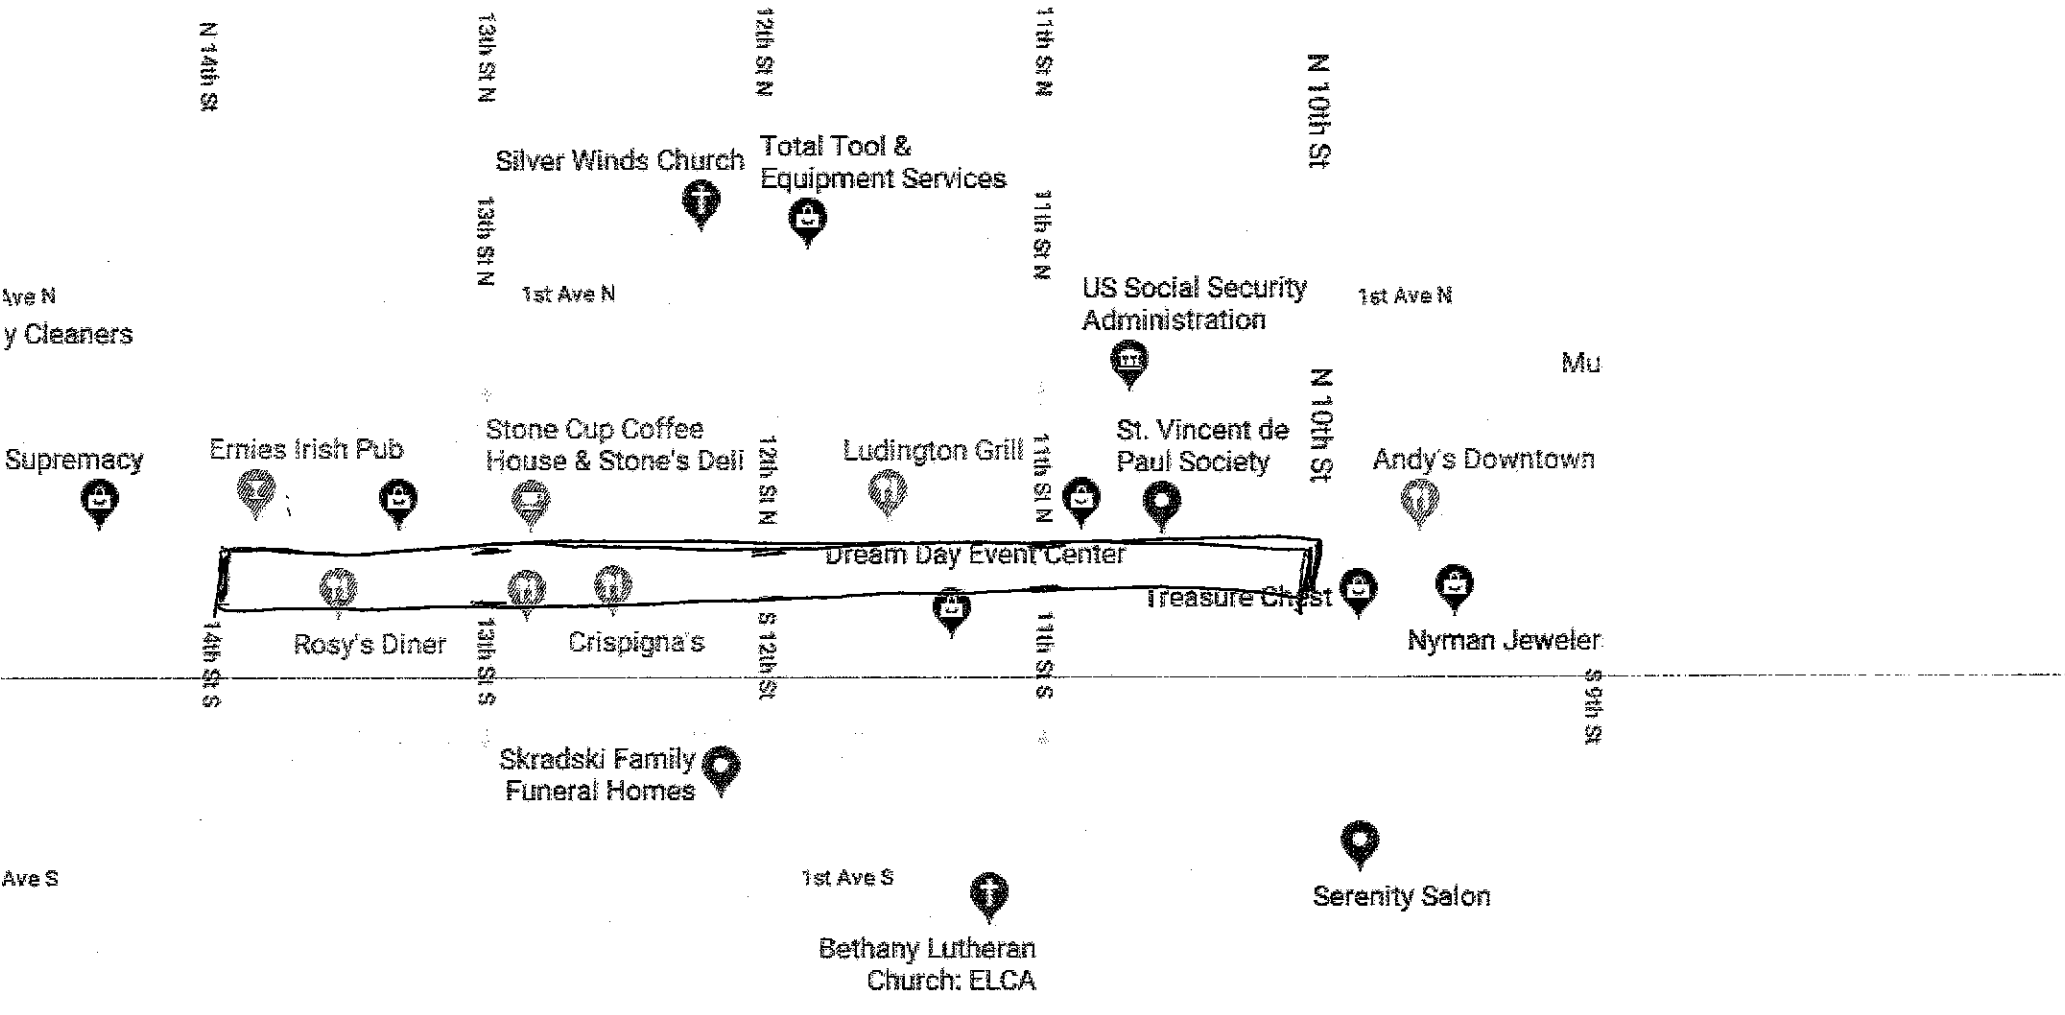 N 14th St
13th St N
12th St N
11th St N
N 10th St
Silver Winds Church
Total Tool &
Equipment Services
13th St N
11th St N
Ave N
1st Ave N
US Social Security
Administration
1st Ave N
y Cleaners
Mu
N 10th St
Supremacy
Ernies Irish Pub
Stone Cup Coffee
House & Stone's Deli
12th St N
Ludington Grill
11th St N
St. Vincent de
Paul Society
Andy's Downtown
Dream Day Event Center
Treasure Chest
14th St S
Rosy's Diner
13th St S
Crispigna's
S 12th St
11th St S
Nyman Jeweler
S 9th St
Skradski Family
Funeral Homes
Ave S
1st Ave S
Serenity Salon
Bethany Lutheran
Church: ELCA